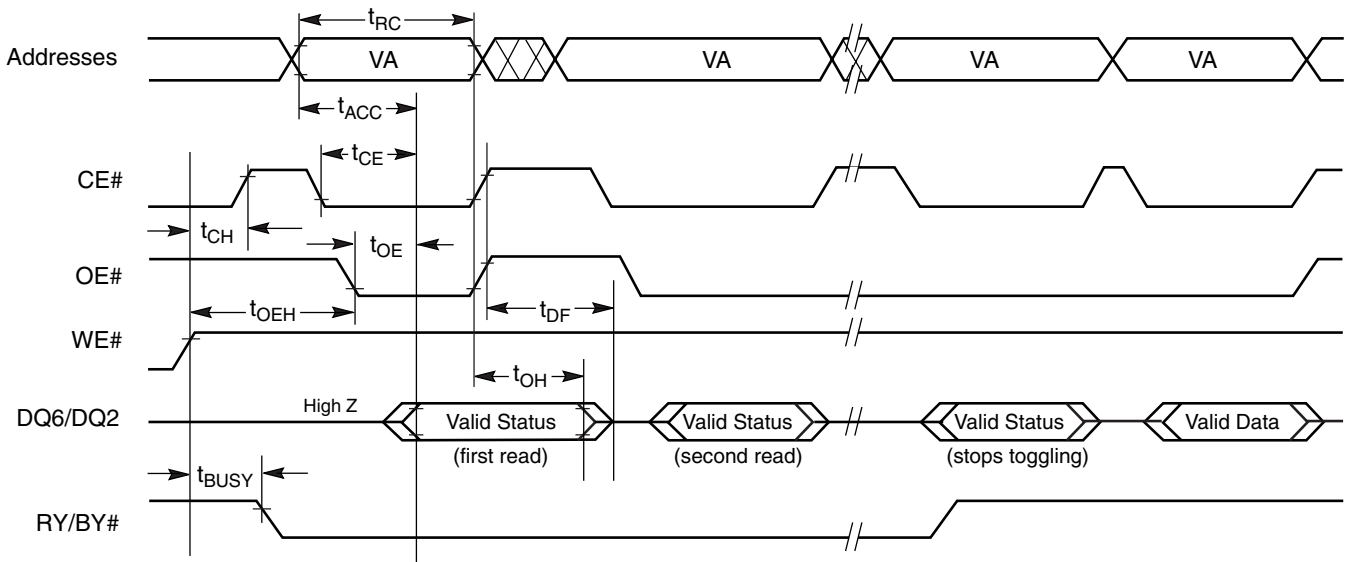 tRC
Addresses VA VA VA VA
tACC
tCE
CE#
tCH
tOE
OE#
tOEH
tDF
WE#
tOH
High Z
DQ6/DQ2 Valid Status Valid Status Valid Status Valid Data
(first read) (second read) (stops toggling)
tBUSY
RY/BY#